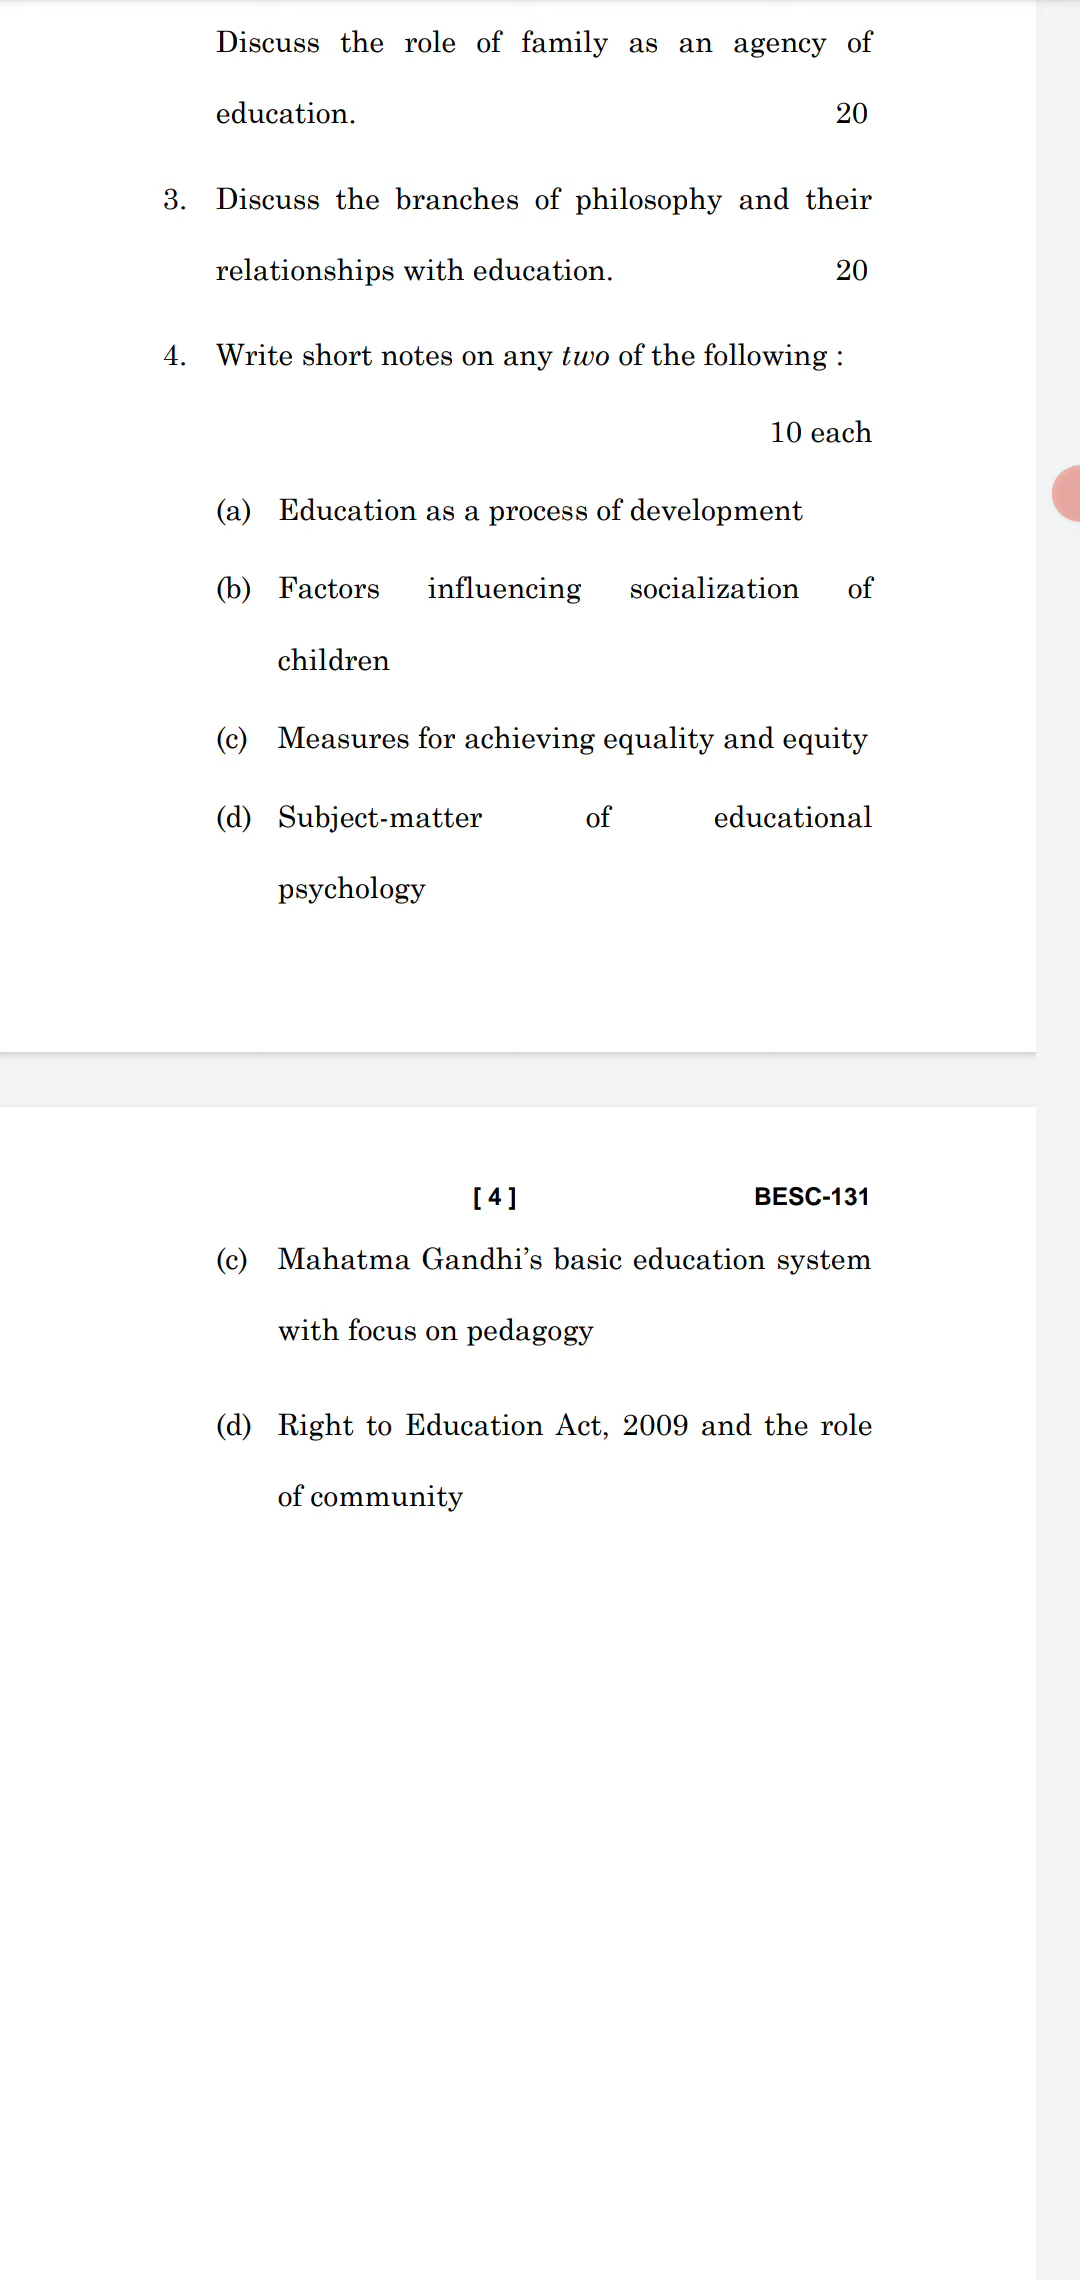 Discuss the role of family as an agency of
education. 20
3. Discuss the branches of philosophy and their
relationships with education. 20
4. Write short notes on any two of the following :
10 each
(a) Education as a process of development
(b) Factors influencing socialization of
children
(c) Measures for achieving equality and equity
(d) Subject-matter of educational
psychology
[ 4 ] BESC-131
(c) Mahatma Gandhi’s basic education system
with focus on pedagogy
(d) Right to Education Act, 2009 and the role
of community